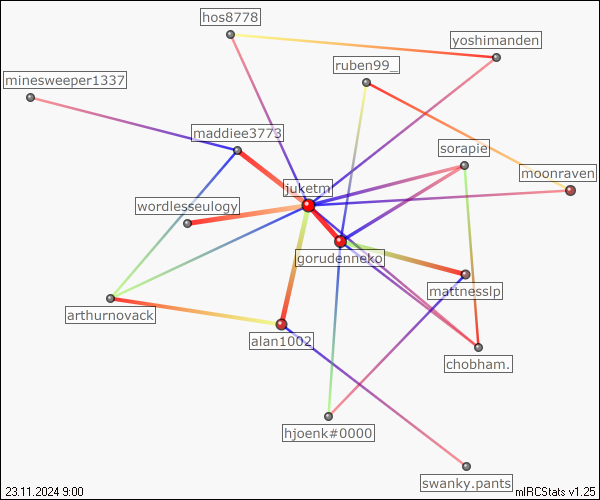 hos8778
yoshimanden
ruben99_
minesweeper1337
maddiee3773
sorapie
moonraven
juketm
wordlesseulogy
gorudenneko
mattnesslp
arthurnovack
alan1002
chobham.
hjoenk#0000
swanky.pants
23.11.2024 9:00
mIRCStats v1.25